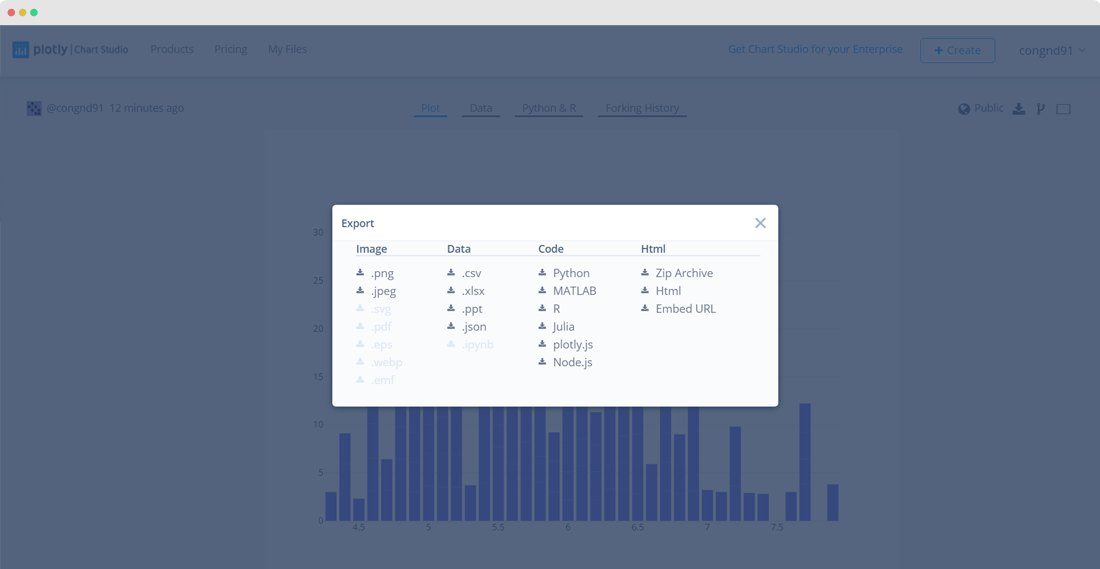 plotly | Chart Studio Products Pricing My Files Get Chart Studio for your Enterprise + Create congnd91
@congnd91 12 minutes ago Plot Data Python & R Forking History Public
Export
Image
.png
.jpeg
.svg
.pdf
.eps
.webp
.emf
Data
.csv
.xlsx
.ppt
.json
.ipynb
Code
Python
MATLAB
R
Julia
plotly.js
Node.js
Html
Zip Archive
Html
Embed URL
30
25
20
15
10
5
0
4.5 5 5.5 6 6.5 7 7.5